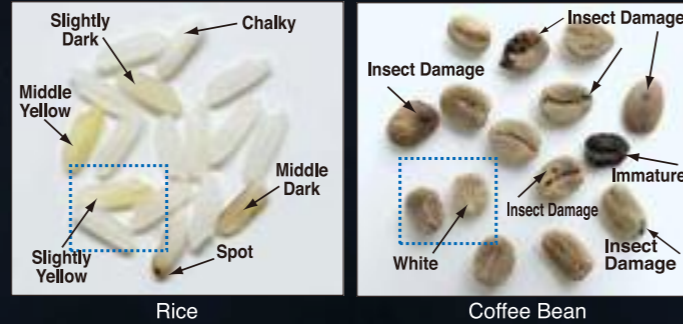 Slightly
Dark
Chalky
Middle
Yellow
Middle
Dark
Slightly
Yellow
Spot
Rice
Insect Damage
Insect Damage
Immature
Insect Damage
White
Insect
Damage
Coffee Bean